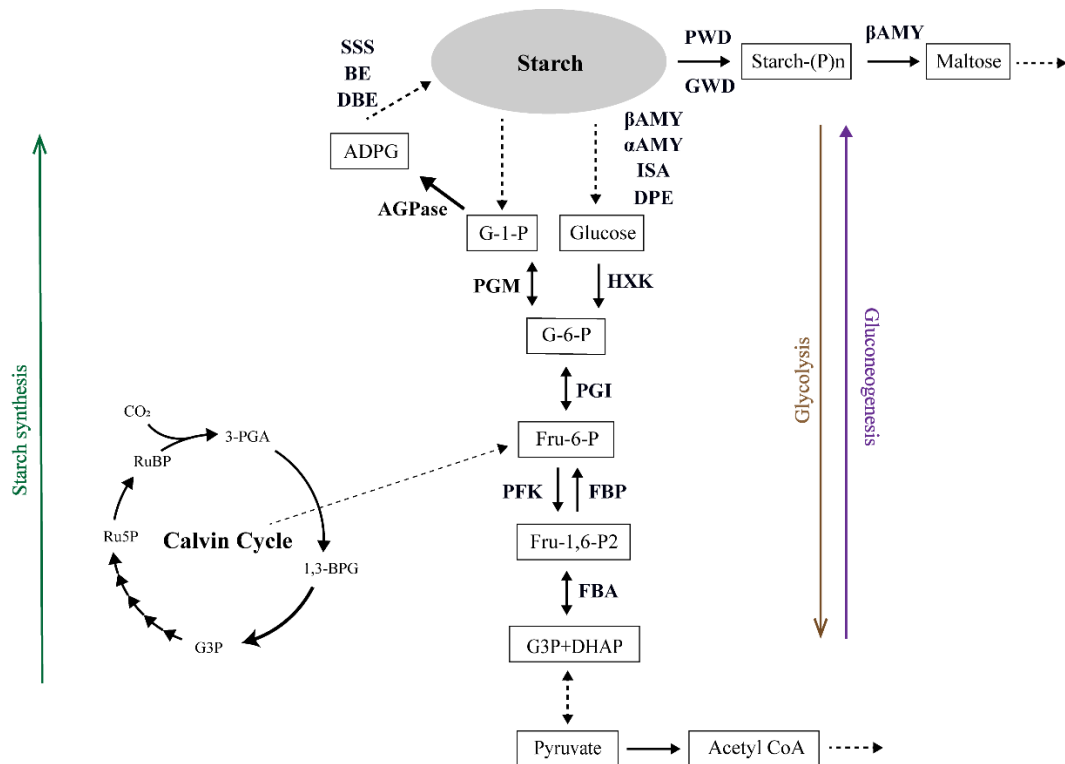 SSS
BE
DBE
Starch
PWD
GWD
Starch-(P)n
βAMY
Maltose
ADPG
AGPase
βAMY
αAMY
ISA
DPE
G-1-P
Glucose
PGM
HXK
G-6-P
PGI
Fru-6-P
PFK
FBP
Fru-1,6-P2
FBA
G3P+DHAP
Pyruvate
Acetyl CoA
Starch synthesis
CO₂
3-PGA
RuBP
Ru5P
Calvin Cycle
1,3-BPG
G3P
Glycolysis
Gluconeogenesis